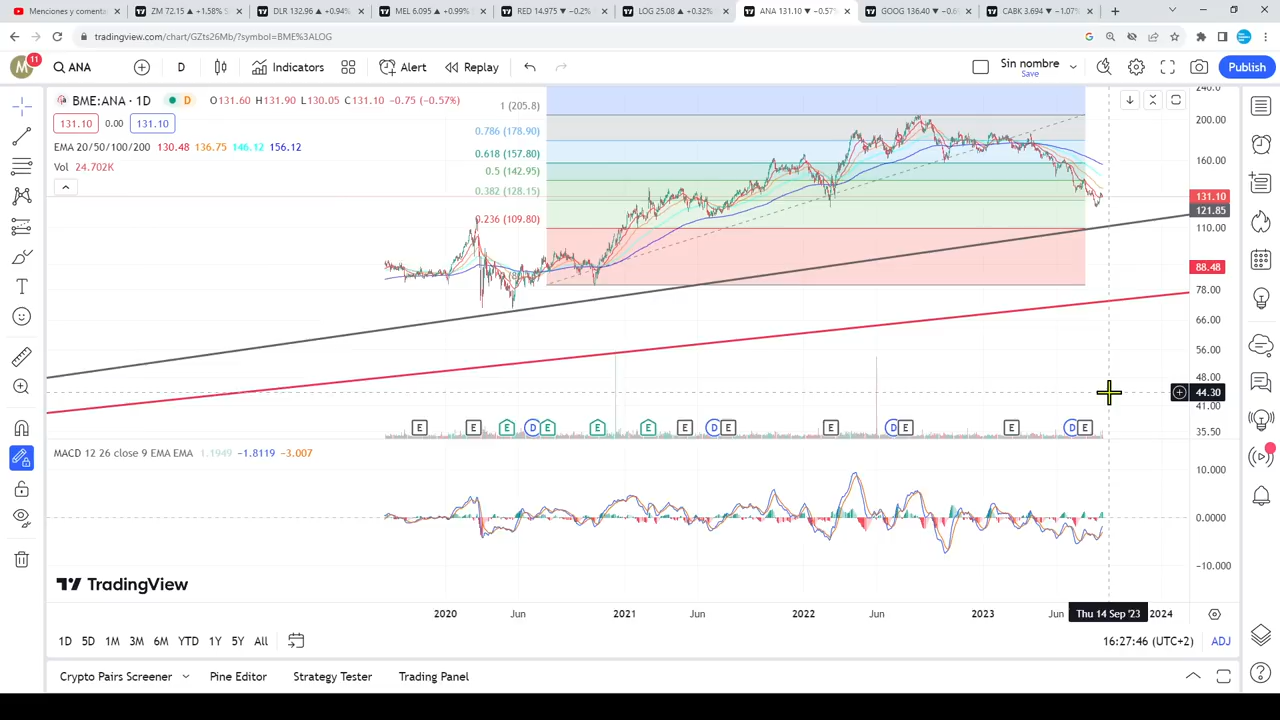 Menciones y comenta
ZM 72.15 ▲ +1.58% S
DLR 132.96 ▲ +0.94%
MEL 6.095 ▲ +0.99%
RED 14.975 ▼ −0.2%
LOG 25.08 ▲ +0.32%
ANA 131.10 ▼ −0.57%
GOOG 136.40 ▼ −0.6
CABK 3.694 ▼ −1.07%
tradingview.com/chart/GZts26Mb/?symbol=BME%3ALOG
M
11
ANA
D
Indicators
Alert
Replay
Sin nombre
Save
Publish
BME:ANA · 1D
D
O131.60 H131.90 L130.05 C131.10 −0.75 (−0.57%)
131.10 0.00 131.10
EMA 20/50/100/200 130.48 136.75 146.12 156.12
Vol 24.702K
1 (205.8)
0.786 (178.90)
0.618 (157.80)
0.5 (142.95)
0.382 (128.15)
0.236 (109.80)
240.0
200.00
160.00
131.10
121.85
110.00
88.48
78.00
66.00
56.00
48.00
44.30
41.00
35.50
E E E D E E E E D E E D E E D E
MACD 12 26 close 9 EMA EMA 1.1949 −1.8119 −3.007
10.000
0.0000
−10.000
TradingView
2020 Jun 2021 Jun 2022 Jun 2023 Jun Thu 14 Sep '23 2024
1D 5D 1M 3M 6M YTD 1Y 5Y All
16:27:46 (UTC+2) ADJ
Crypto Pairs Screener Pine Editor Strategy Tester Trading Panel